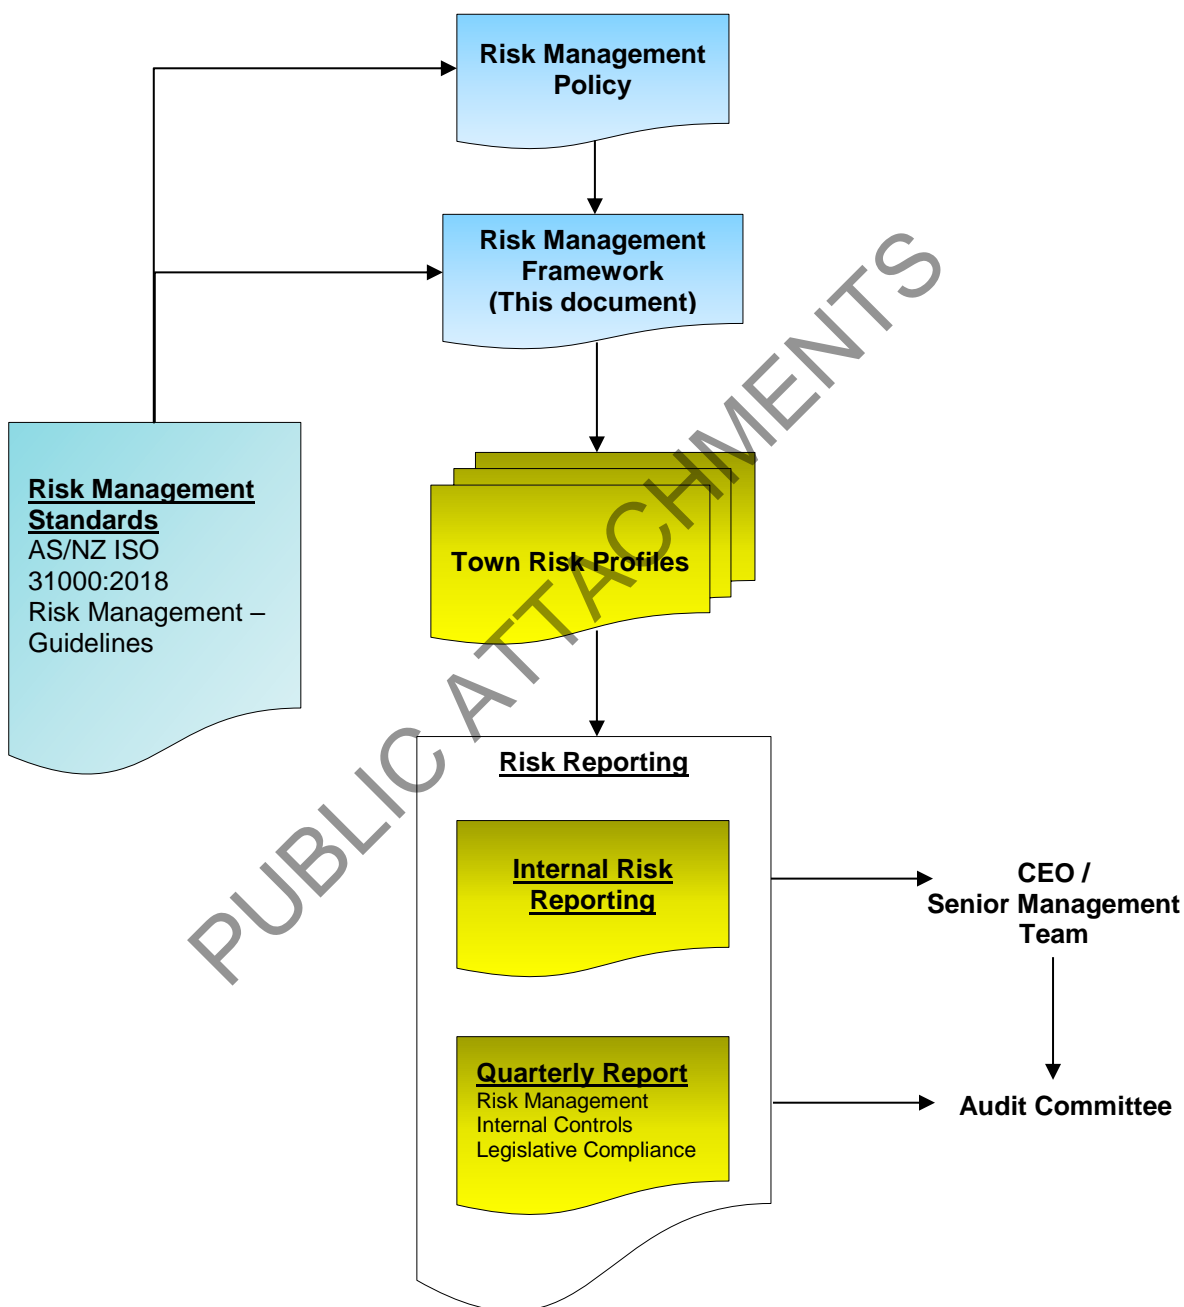 Risk Management
Policy
Risk Management
Framework
(This document)
Risk Management
Standards
AS/NZ ISO
31000:2018
Risk Management –
Guidelines
Town Risk Profiles
Risk Reporting
Internal Risk
Reporting
CEO /
Senior Management
Team
Quarterly Report
Risk Management
Internal Controls
Legislative Compliance
Audit Committee
PUBLIC ATTACHMENTS